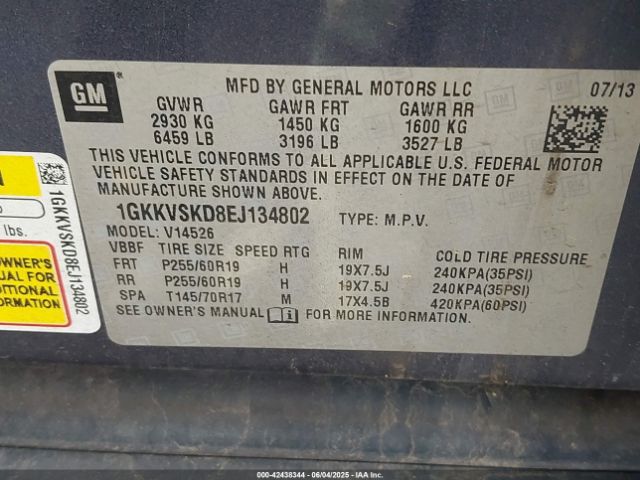 GM
MFD BY GENERAL MOTORS LLC
07/13
GVWR GAWR FRT GAWR RR
2930 KG 1450 KG 1600 KG
6459 LB 3196 LB 3527 LB
THIS VEHICLE CONFORMS TO ALL APPLICABLE U.S. FEDERAL MOTOR
VEHICLE SAFETY STANDARDS IN EFFECT ON THE DATE OF
MANUFACTURE SHOWN ABOVE.
1GKKVSKD8EJ134802 TYPE: M.P.V.
MODEL: V14526
VBBF TIRE SIZE SPEED RTG RIM COLD TIRE PRESSURE
FRT P255/60R19 H 19X7.5J 240KPA(35PSI)
RR P255/60R19 H 19X7.5J 240KPA(35PSI)
SPA T145/70R17 M 17X4.5B 420KPA(60PSI)
SEE OWNER'S MANUAL FOR MORE INFORMATION.
lbs.
OWNER'S
NUAL FOR
DITIONAL
RMATION
1GKKVSKD8EJ134802
000-42438344 - 06/04/2025 - IAAI.COM